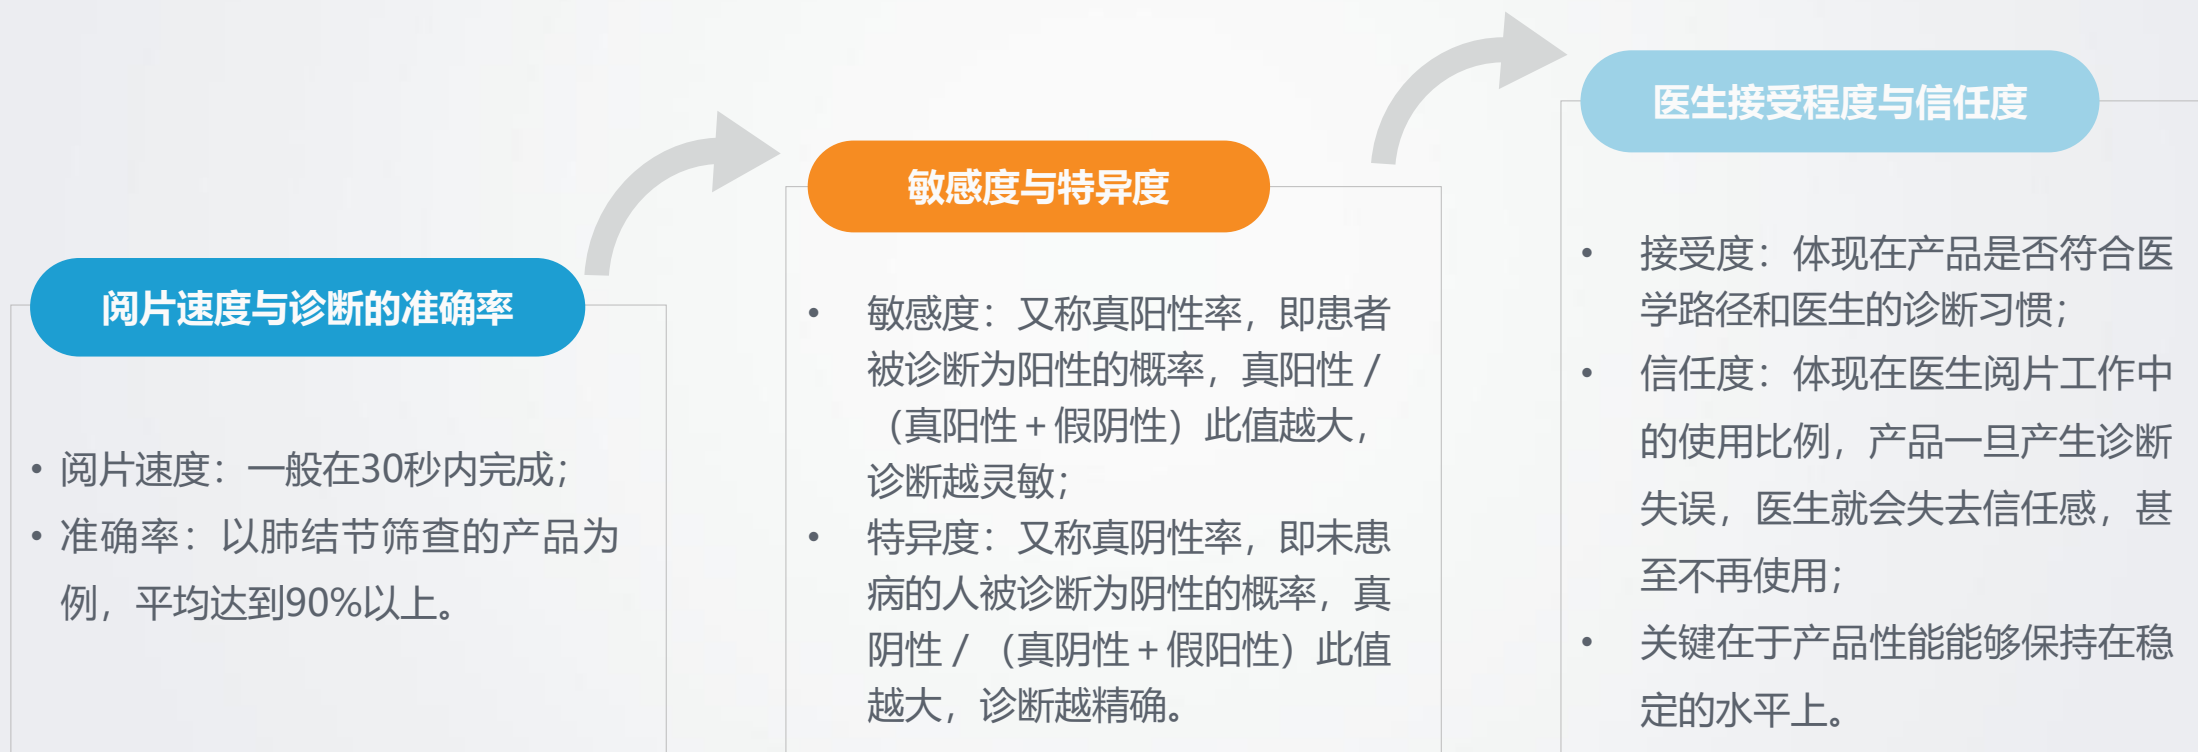 阅片速度与诊断的准确率
• 阅片速度：一般在30秒内完成；
• 准确率：以肺结节筛查的产品为
例，平均达到90%以上。
敏感度与特异度
• 敏感度：又称真阳性率，即患者
被诊断为阳性的概率，真阳性 /
（真阳性 + 假阴性）此值越大，
诊断越灵敏；
• 特异度：又称真阴性率，即未患
病的人被诊断为阴性的概率，真
阴性 / （真阴性 + 假阳性）此值
越大，诊断越精确。
医生接受程度与信任度
• 接受度：体现在产品是否符合医
学路径和医生的诊断习惯；
• 信任度：体现在医生阅片工作中
的使用比例，产品一旦产生诊断
失误，医生就会失去信任感，甚
至不再使用；
• 关键在于产品性能能够保持在稳
定的水平上。